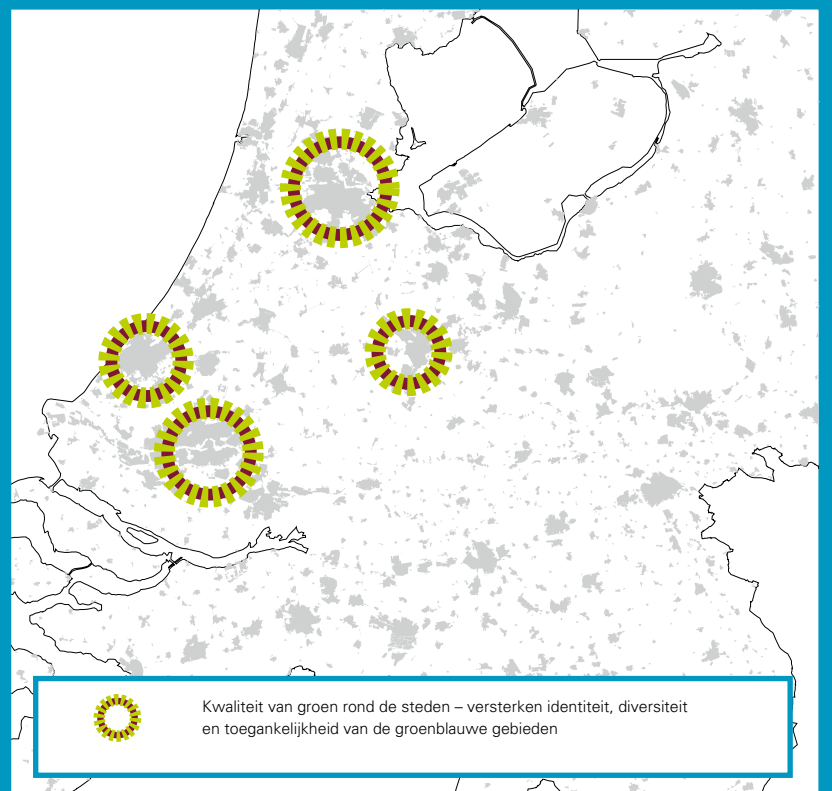 Kwaliteit van groen rond de steden – versterken identiteit, diversiteit
en toegankelijkheid van de groenblauwe gebieden